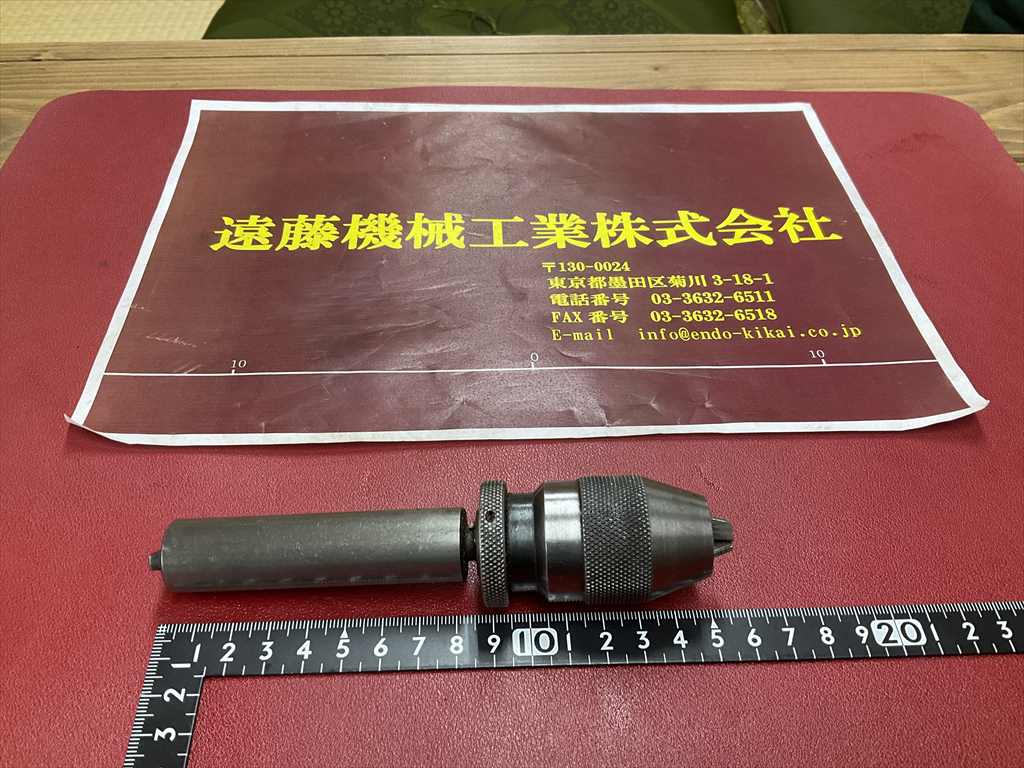 遠藤機械工業株式会社
〒130-0024
東京都墨田区菊川 3-18-1
電話番号 03-3632-6511
FAX 番号 03-3632-6518
E-mail info@endo-kikai.co.jp
10 0 10
1 2 3 4 5 6 7 8 9 10 1 2 3 4 5 6 7 8 9 20 1 2 3
1
2
3